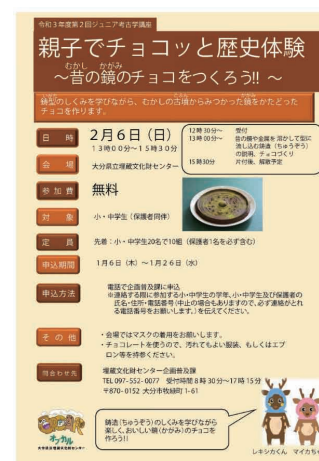 令和3年度第2回ジュニア考古学講座
親子でチョコッと歴史体験
むかし かがみ
～昔の鏡のチョコをつくろう!! ～
鋳型のしくみを学びながら、むかしの古墳からみつかった鏡をかたどった
チョコを作ります。
日 時
2月6日（日）
13時00分～15時30分
12時30分～ 受付
13時00分～ 昔の鏡や金属を溶かして型に
流し込む鋳造（ちゅうぞう）
の説明、チョコづくり
15時30分 片付後、解散予定
会 場
大分県立埋蔵文化財センター
参加費
無料
対 象
小・中学生（保護者同伴）
定 員
先着：小・中学生20名で10組（保護者1名を必ず含む）
申込期間
1月6日（木）～1月26日（水）
申込方法
電話で企画普及課に申込
※連絡する際に参加する小・中学生の学年、小・中学生及び保護者の
氏名・住所・電話番号（中止の場合もありますので、必ず連絡がとれ
る電話番号をお願いします。）を伝えてください。
その他
・会場ではマスクの着用をお願いします。
・チョコレートを使うので、汚れてもよい服装、もしくはエプ
ロン等を持参ください。
問合わせ先
埋蔵文化財センター企画普及課
TEL 097-552-0077 受付時間8時30分～17時15分
〒870-0152 大分市牧緑町1-61
鋳造（ちゅうぞう）のしくみを学びながら
楽しく、おいしい鏡（かがみ）のチョコを
作ろう!!
大分県立埋蔵文化財センター
レキシカくん マイカちゃ